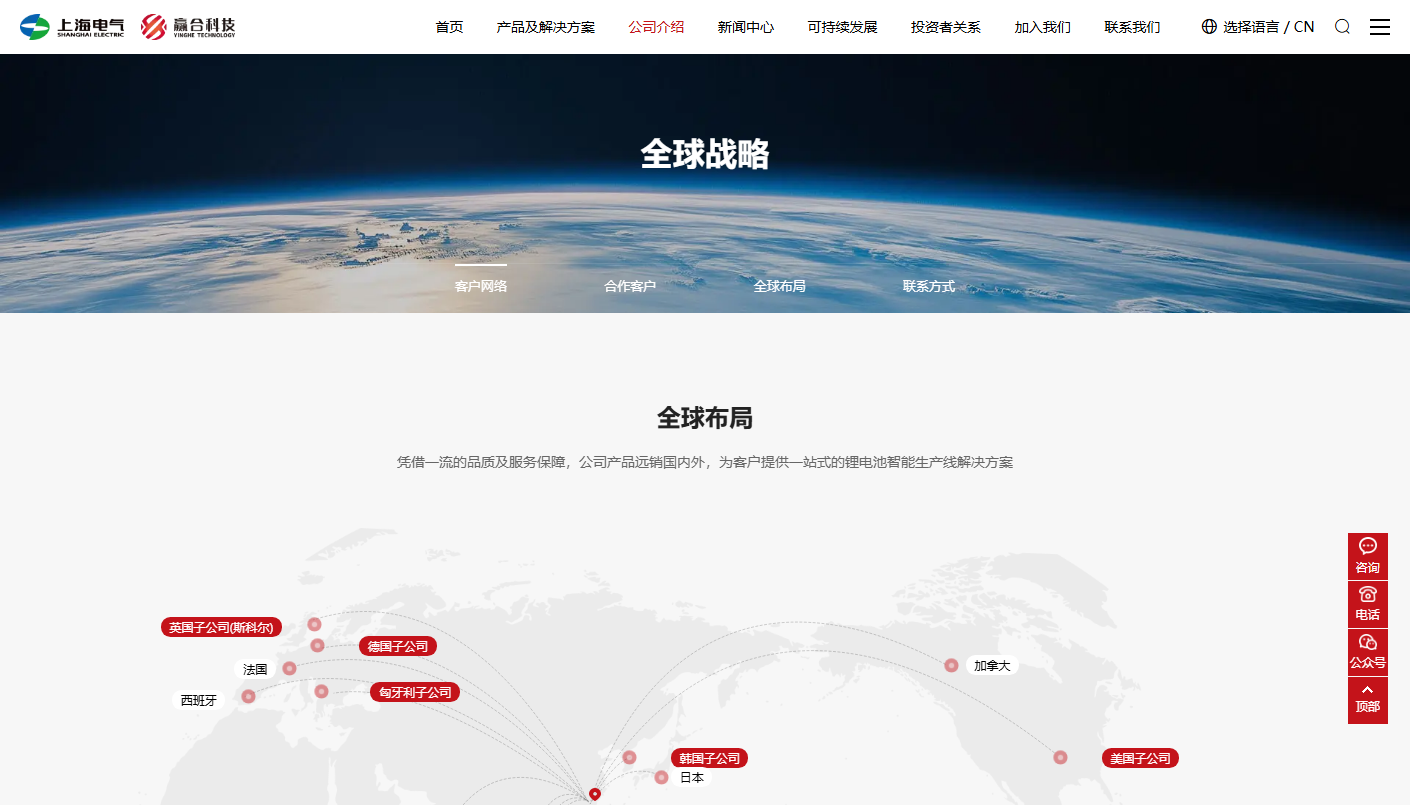 上海电气
SHANGHAI ELECTRIC
赢合科技
YINGHE TECHNOLOGY
首页
产品及解决方案
公司介绍
新闻中心
可持续发展
投资者关系
加入我们
联系我们
选择语言 / CN
全球战略
客户网络
合作客户
全球布局
联系方式
全球布局
凭借一流的品质及服务保障，公司产品远销国内外，为客户提供一站式的锂电池智能生产线解决方案
咨询
电话
公众号
顶部
英国子公司(斯科尔)
德国子公司
法国
加拿大
西班牙
匈牙利子公司
韩国子公司
美国子公司
日本